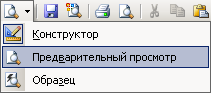 Конструктор
Предварительный просмотр
Образец